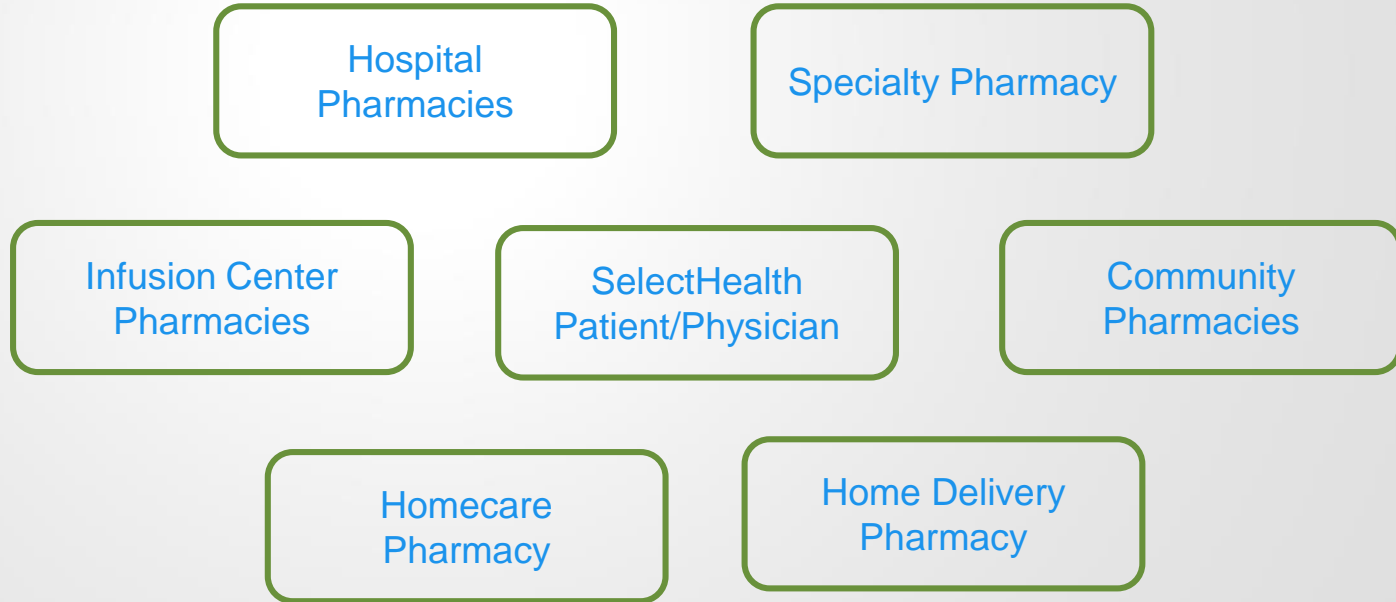 Hospital
Pharmacies
Specialty Pharmacy
Infusion Center
Pharmacies
SelectHealth
Patient/Physician
Community
Pharmacies
Homecare
Pharmacy
Home Delivery
Pharmacy